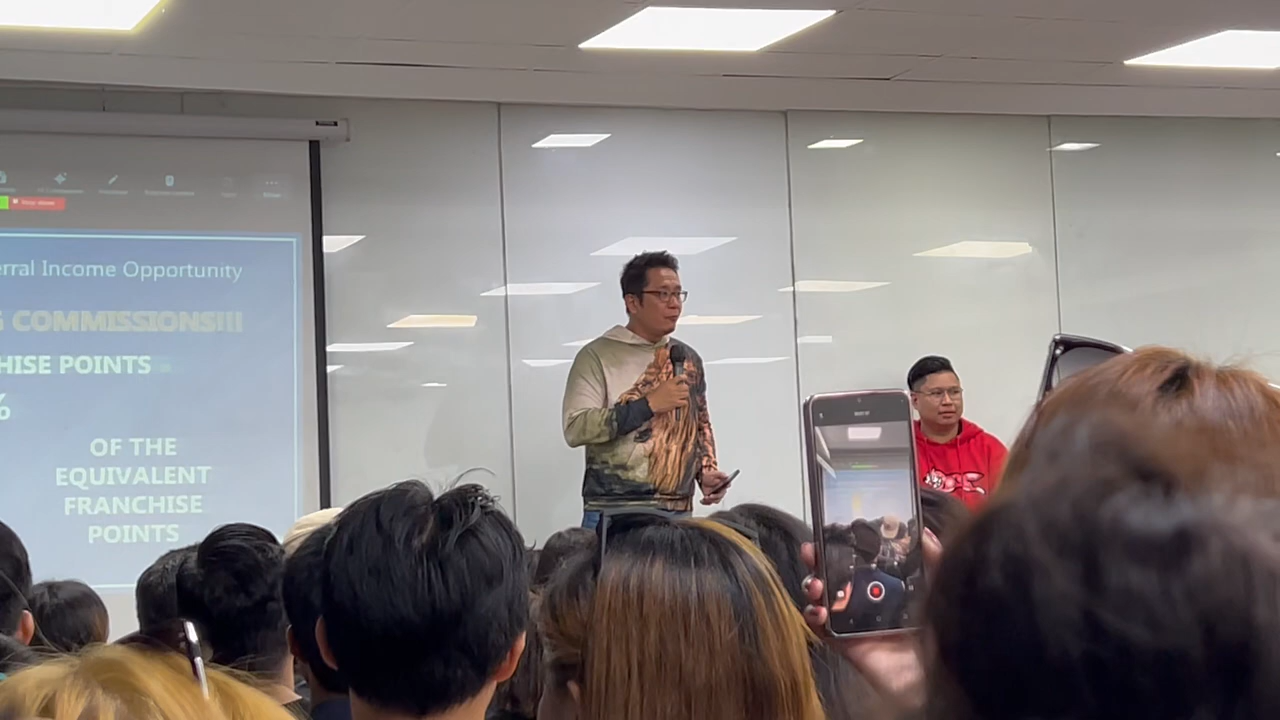 erral Income Opportunity
G COMMISSIONS!!!
HISE POINTS
%
OF THE
EQUIVALENT
FRANCHISE
POINTS